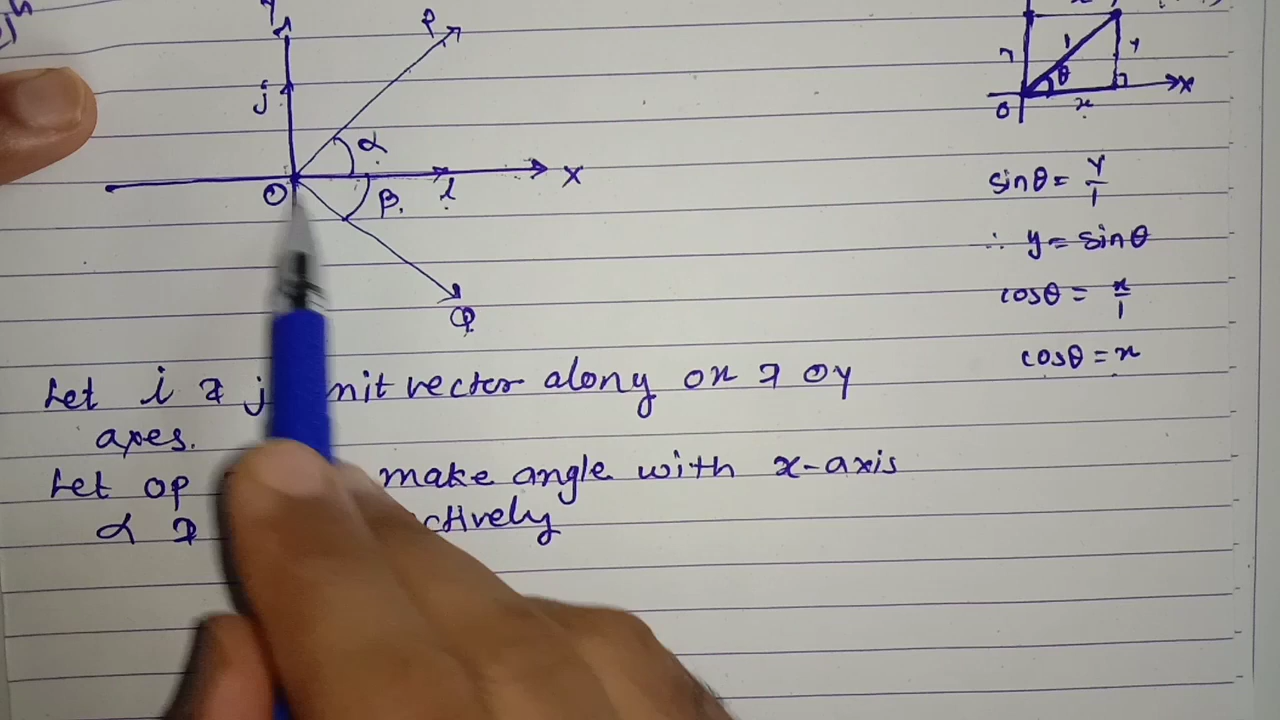 Y
P
j
α
O
X
β.
i
Q
Let i & j unit vector along ox & oy
axes.
Let op make angle with x-axis
α &
y
1
y
θ
O
x
X
sinθ = y/1
∴ y = sinθ
cosθ = x/1
cosθ = x